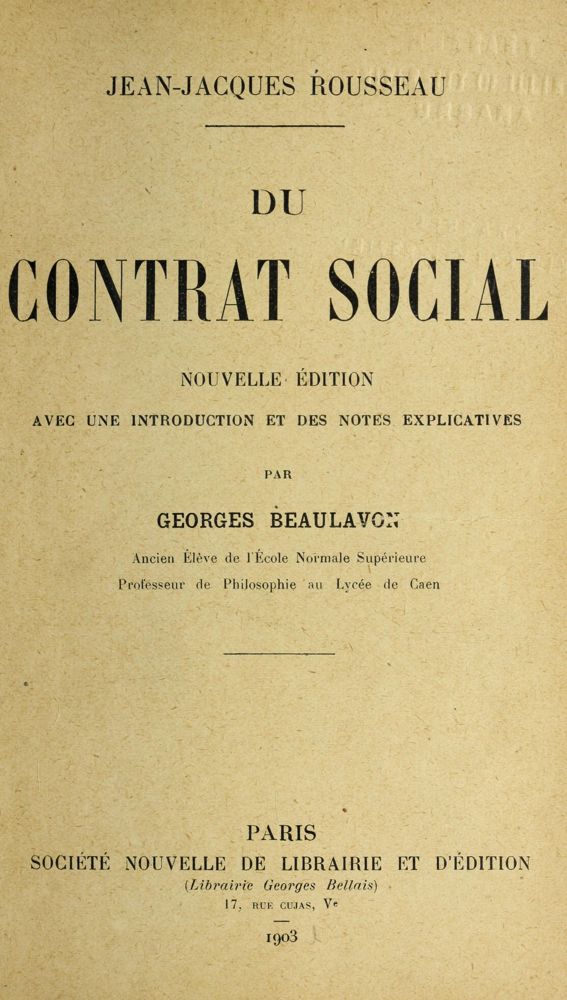 JEAN-JACQUES ROUSSEAU
DU
CONTRAT SOCIAL
NOUVELLE ÉDITION
AVEC UNE INTRODUCTION ET DES NOTES EXPLICATIVES
PAR
GEORGES BEAULAVON
Ancien Élève de l'École Normale Supérieure
Professeur de Philosophie au Lycée de Caen
PARIS
SOCIÉTÉ NOUVELLE DE LIBRAIRIE ET D'ÉDITION
(Librairie Georges Bellais)
17, RUE CUJAS, Ve
1903